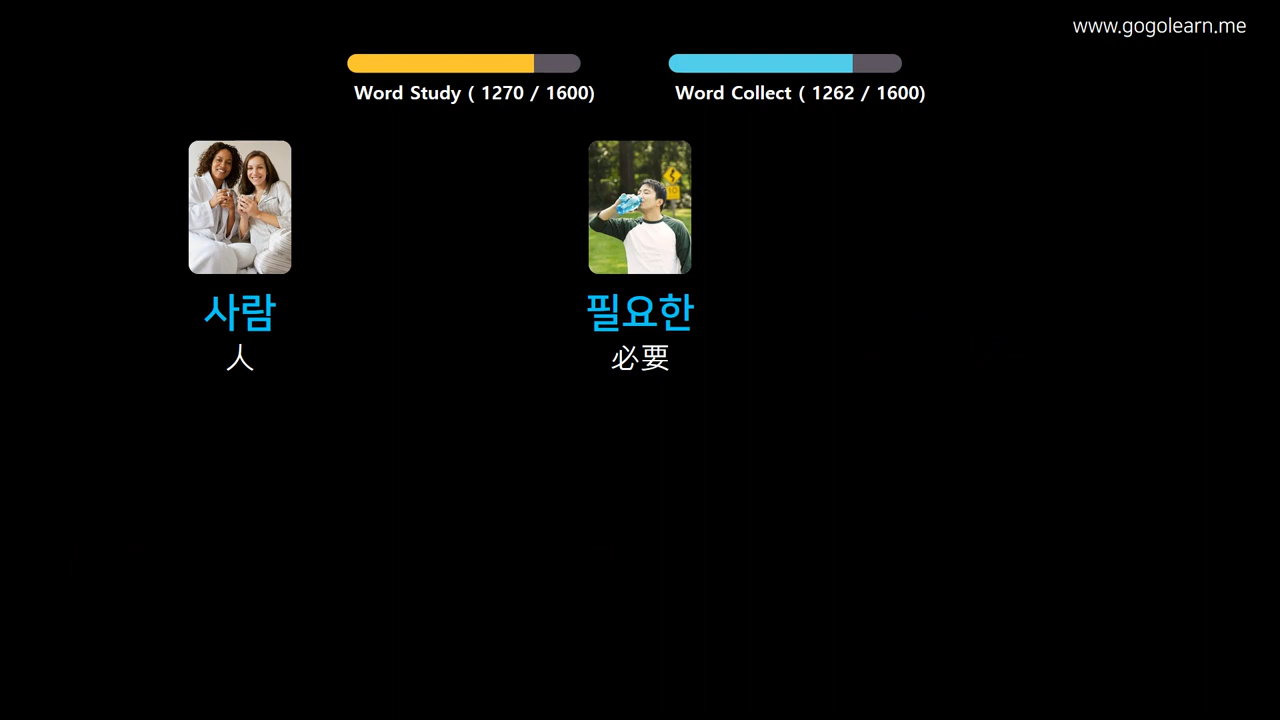 www.gogolearn.me
Word Study ( 1270 / 1600)
Word Collect ( 1262 / 1600)
사람
人
필요한
必要